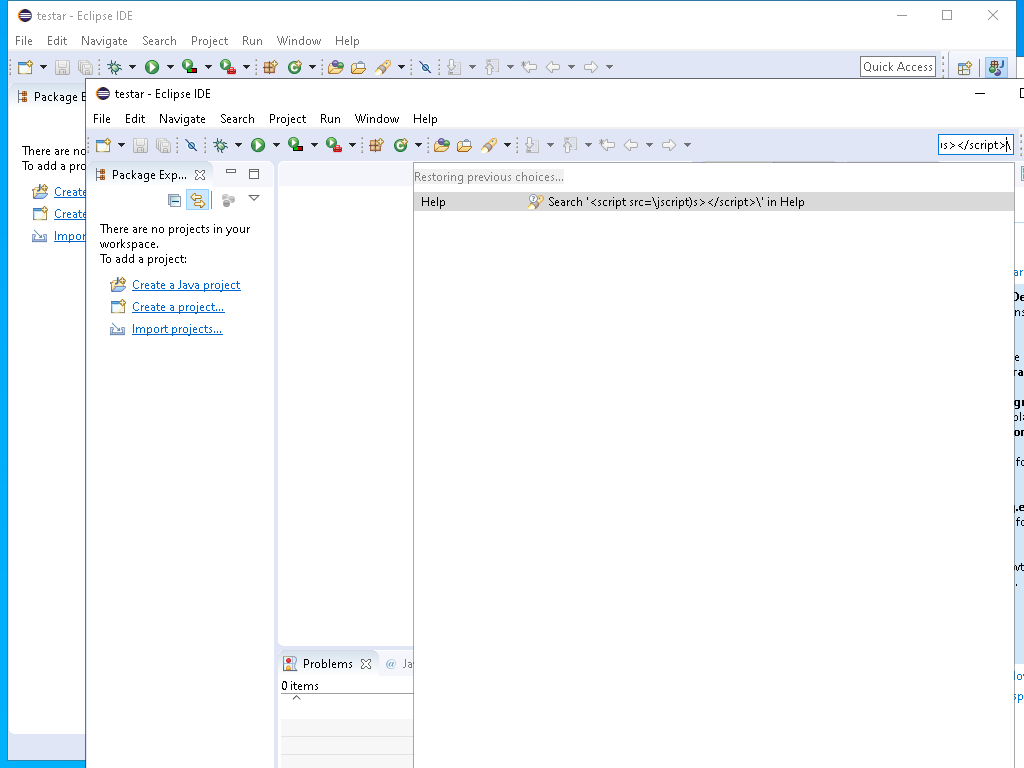 testar - Eclipse IDE
File Edit Navigate Search Project Run Window Help
Quick Access
Package E
There are no
To add a pro
Create
Create
Impor
testar - Eclipse IDE
File Edit Navigate Search Project Run Window Help
s></script>\
Package Exp...
There are no projects in your
workspace.
To add a project:
Create a Java project
Create a project...
Import projects...
Restoring previous choices...
Help Search '<script src=\jscript)s></script>\' in Help
Problems
@ Ja
0 items